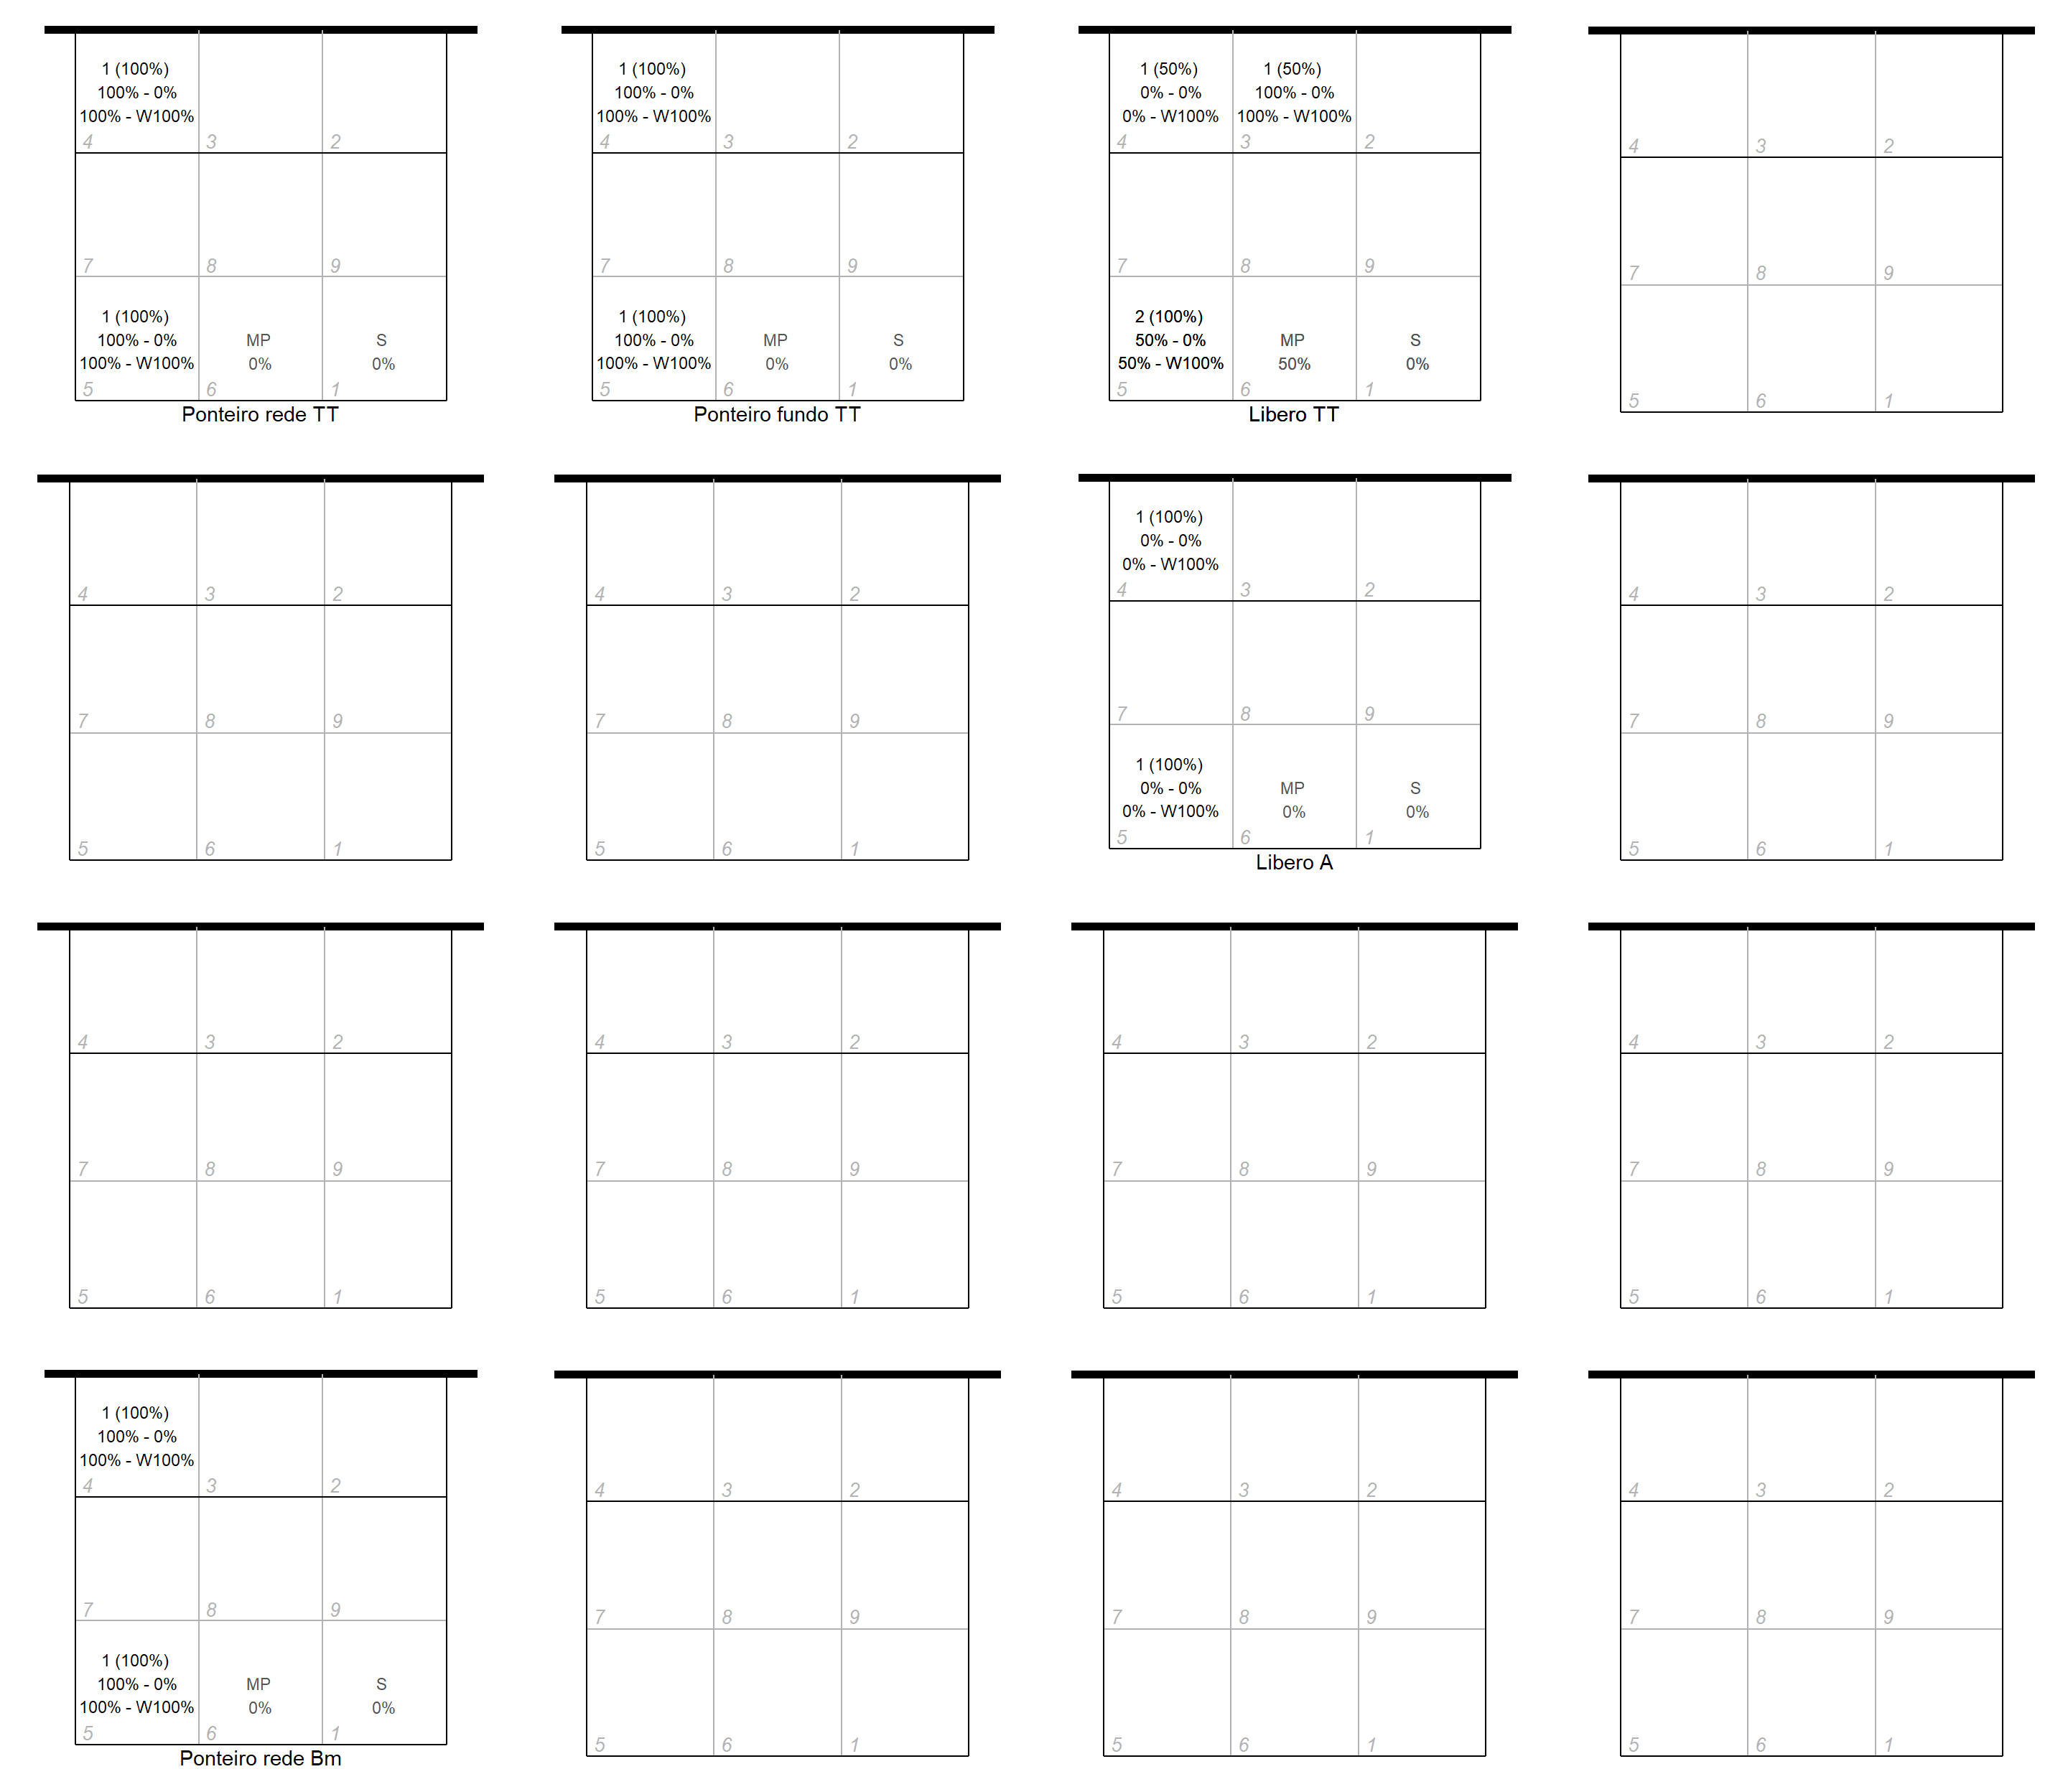 1 (100%)
100% - 0%
100% - W100%
4 3 2
7 8 9
1 (100%)
100% - 0% MP S
100% - W100% 0% 0%
5 6 1
Ponteiro rede TT
1 (100%)
100% - 0%
100% - W100%
4 3 2
7 8 9
1 (100%)
100% - 0% MP S
100% - W100% 0% 0%
5 6 1
Ponteiro fundo TT
1 (50%) 1 (50%)
0% - 0% 100% - 0%
0% - W100% 100% - W100%
4 3 2
7 8 9
2 (100%)
50% - 0% MP S
50% - W100% 50% 0%
5 6 1
Libero TT
4 3 2
7 8 9
5 6 1
4 3 2
7 8 9
5 6 1
4 3 2
7 8 9
5 6 1
1 (100%)
0% - 0%
0% - W100%
4 3 2
7 8 9
1 (100%)
0% - 0% MP S
0% - W100% 0% 0%
5 6 1
Libero A
4 3 2
7 8 9
5 6 1
4 3 2
7 8 9
5 6 1
4 3 2
7 8 9
5 6 1
4 3 2
7 8 9
5 6 1
4 3 2
7 8 9
5 6 1
1 (100%)
100% - 0%
100% - W100%
4 3 2
7 8 9
1 (100%)
100% - 0% MP S
100% - W100% 0% 0%
5 6 1
Ponteiro rede Bm
4 3 2
7 8 9
5 6 1
4 3 2
7 8 9
5 6 1
4 3 2
7 8 9
5 6 1